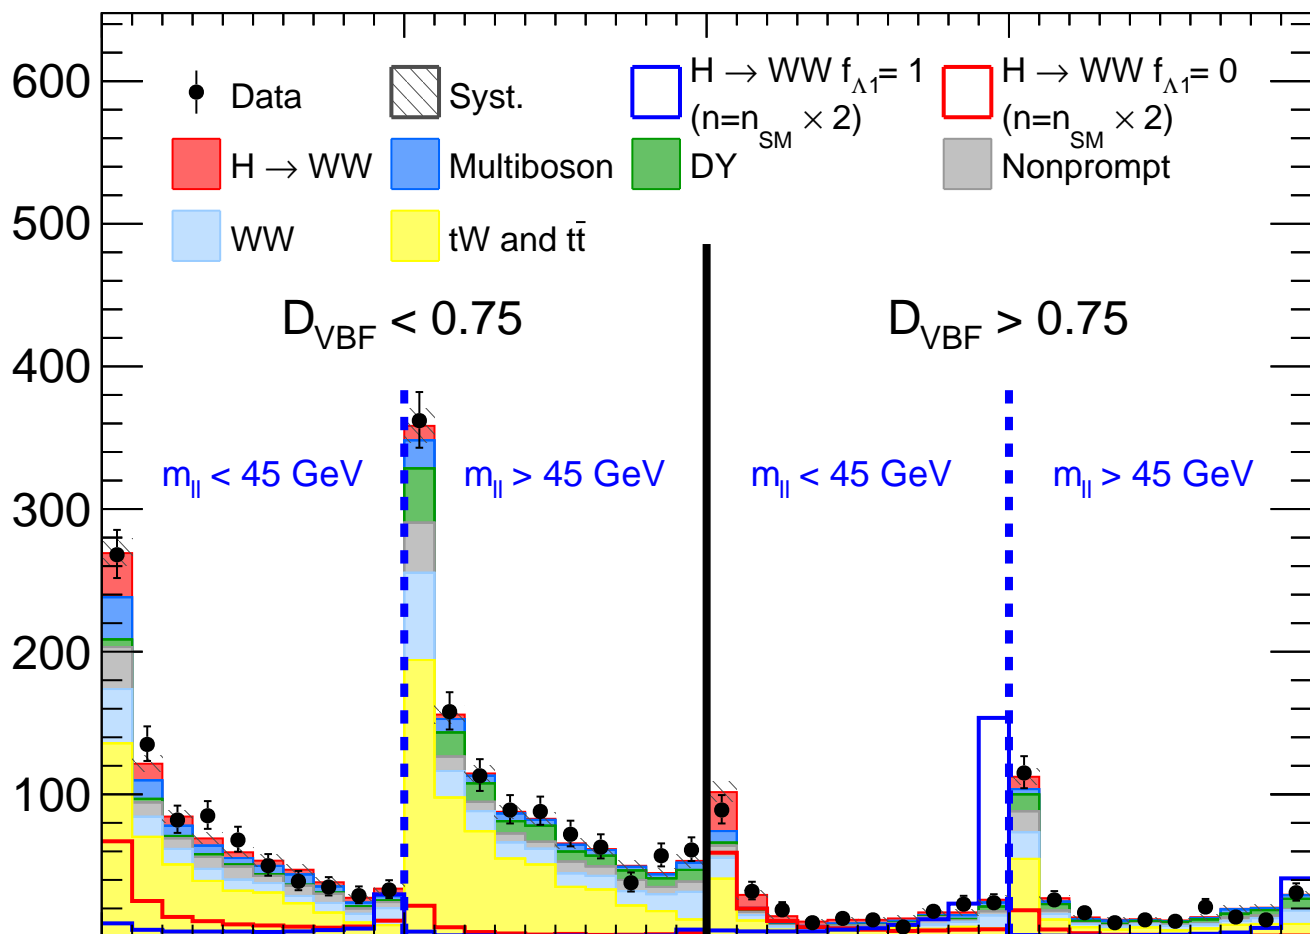 600
500
400
300
200
100
Data
Syst.
H → WW f_Λ1 = 1
(n=n_SM × 2)
H → WW f_Λ1 = 0
(n=n_SM × 2)
H → WW
Multiboson
DY
Nonprompt
WW
tW and tt̄
D_VBF < 0.75
D_VBF > 0.75
m_ll < 45 GeV
m_ll > 45 GeV
m_ll < 45 GeV
m_ll > 45 GeV